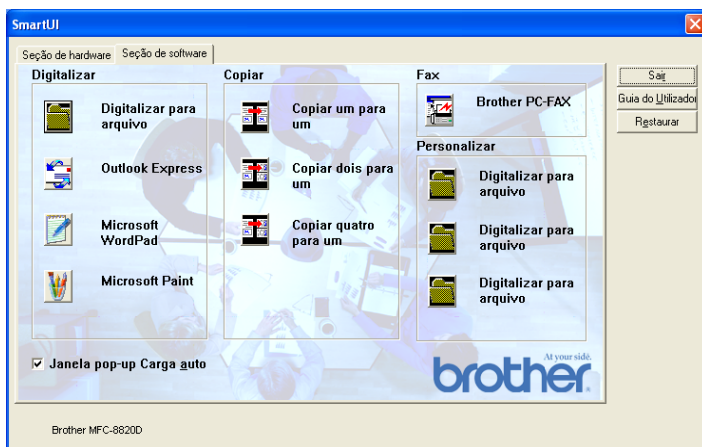 SmartUI
Seção de hardware
Seção de software
Digitalizar
Digitalizar para
arquivo
Outlook Express
Microsoft
WordPad
Microsoft Paint
Copiar
Copiar um para
um
Copiar dois para
um
Copiar quatro
para um
Fax
Brother PC-FAX
Personalizar
Digitalizar para
arquivo
Digitalizar para
arquivo
Digitalizar para
arquivo
Sair
Guia do Utilizador
Restaurar
Janela pop-up Carga auto
At your side.
brother
Brother MFC-8820D